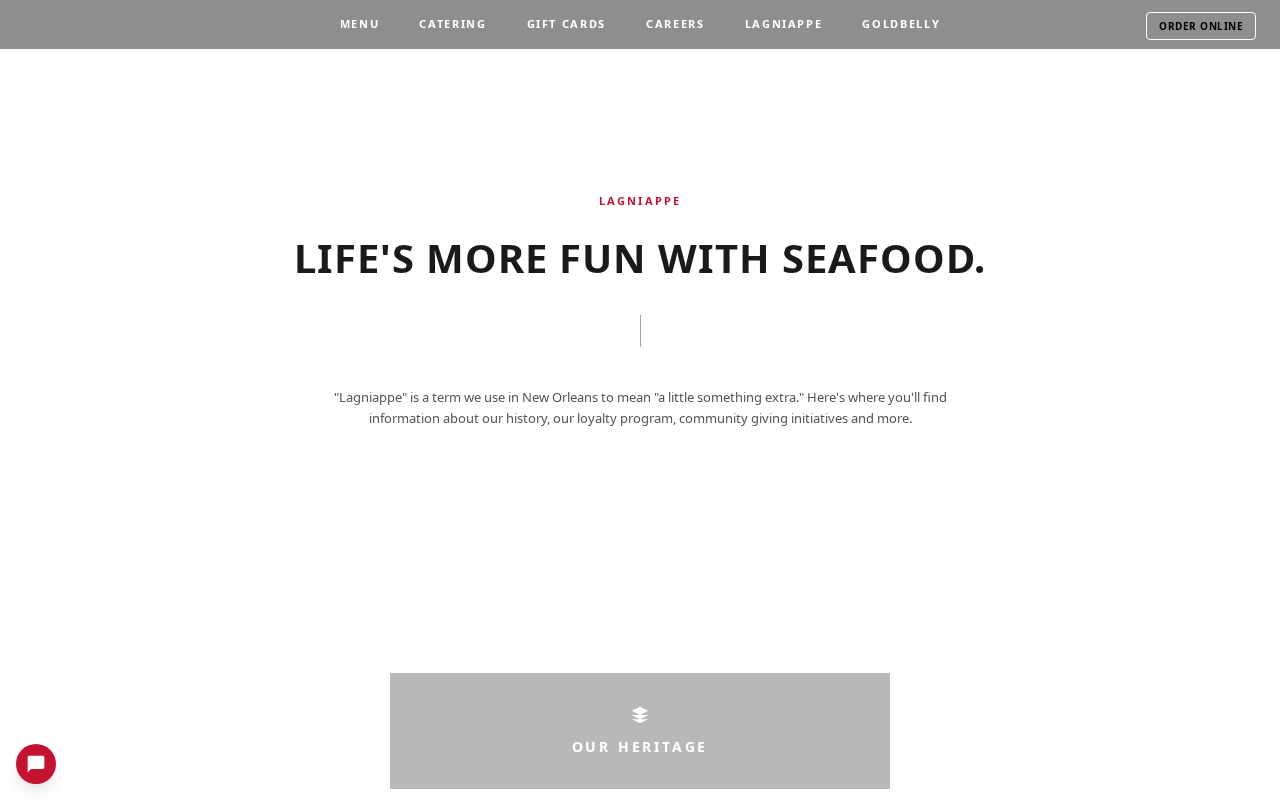 MENU CATERING GIFT CARDS CAREERS LAGNIAPPE GOLDBELLY ORDER ONLINE
LAGNIAPPE
LIFE'S MORE FUN WITH SEAFOOD.
"Lagniappe" is a term we use in New Orleans to mean "a little something extra." Here's where you'll find
information about our history, our loyalty program, community giving initiatives and more.
OUR HERITAGE